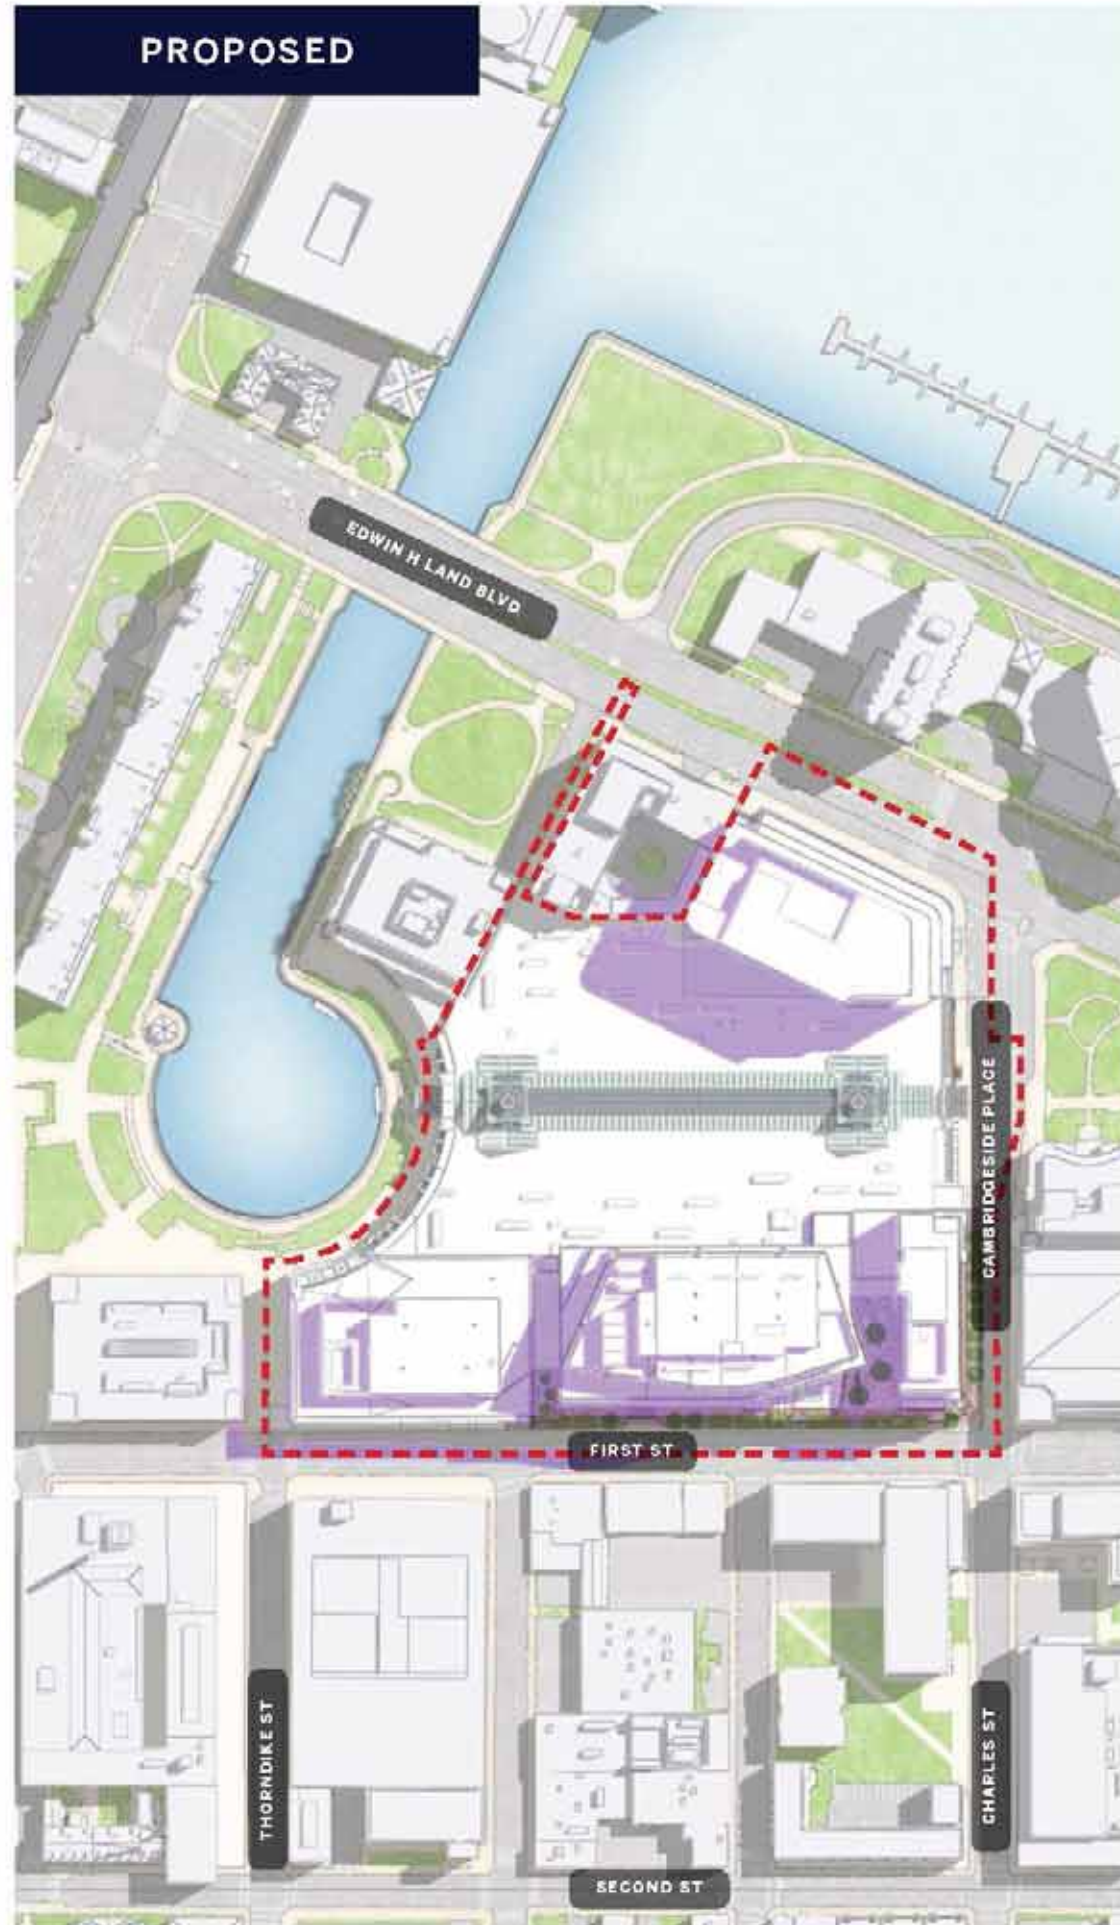 PROPOSED
EDWIN H LAND BLVD
CAMBRIDGESIDE PLACE
FIRST ST
THORNDIKE ST
CHARLES ST
SECOND ST